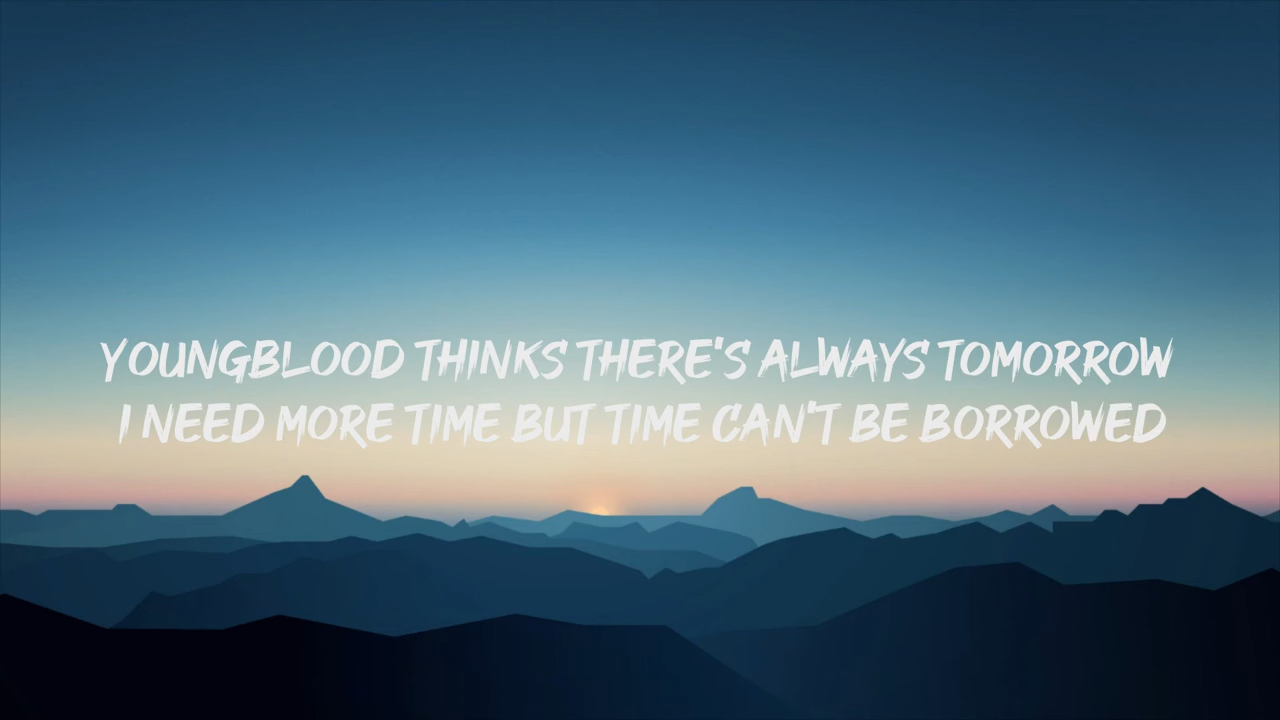 YOUNGBLOOD THINKS THERE'S ALWAYS TOMORROW
I NEED MORE TIME BUT TIME CAN'T BE BORROWED